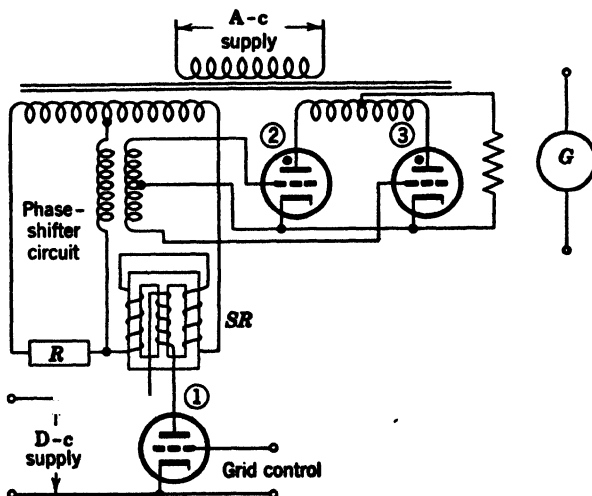 A-c
supply
②
③
G
Phase-
shifter
circuit
SR
R
①
D-c
supply
Grid control